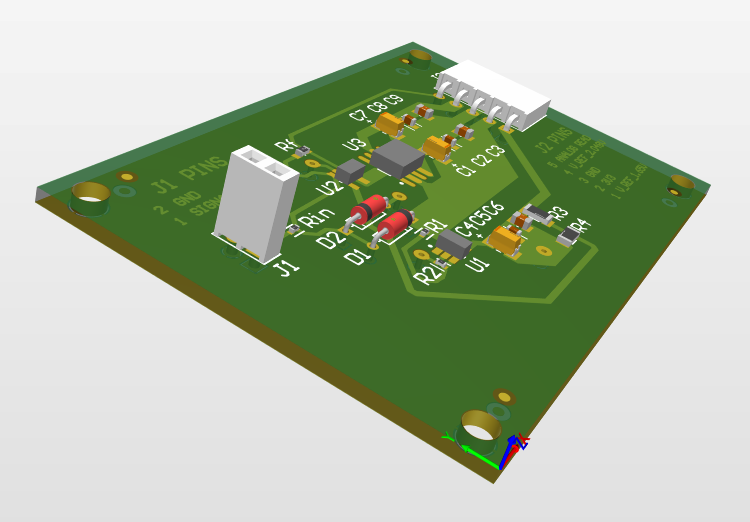 C7 C8 C9
J2 PINS
Rf
U3
C1 C2 C3
J1 PINS
2 GND
1 SIGN
U2
Rin
C4C5C6
R3
R4
D2
R1
D1
U1
J1
R2
Y
X